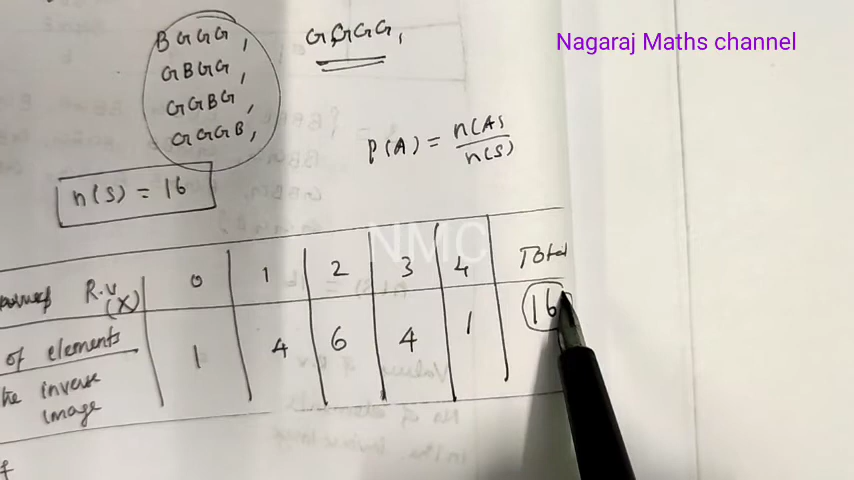 Nagaraj Maths channel
BGGG, GGGG,
GBGG,
GGBG,
GGGB,
P(A) = n(A) / n(S)
n(S) = 16
NMC
R.v (X) 0 1 2 3 4 Total
of elements 1 4 6 4 1 16
the inverse
image